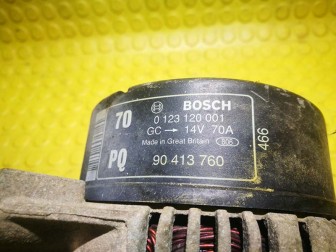 BOSCH
70 0 123 120 001
GC → 14V 70A
Made in Great Britain
PQ 90 413 760
466